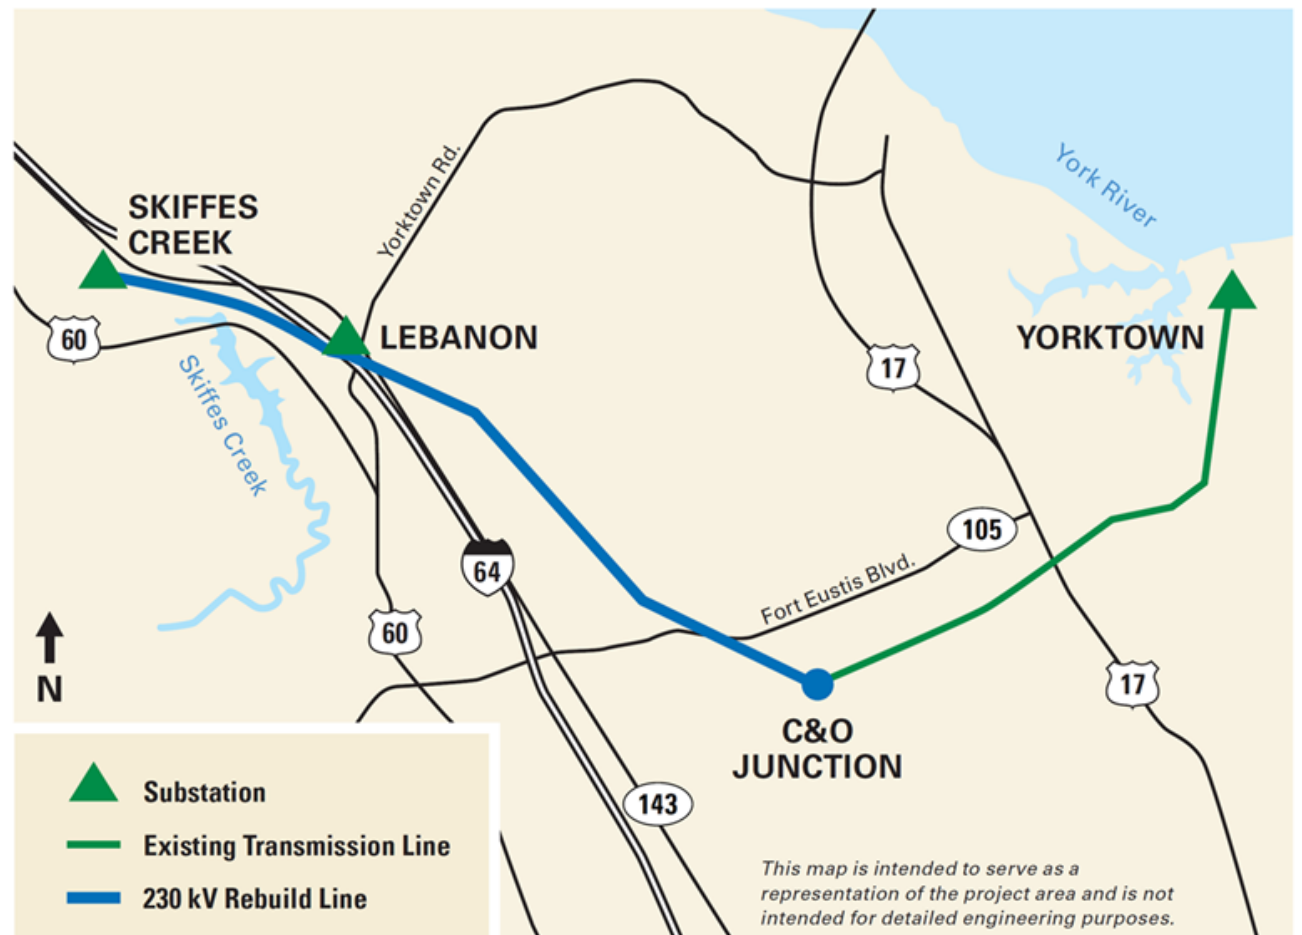 York River
Yorktown Rd.
SKIFFES
CREEK
60
LEBANON
YORKTOWN
17
Skiffes Creek
105
64
Fort Eustis Blvd.
60
N
17
C&O
JUNCTION
143
Substation
Existing Transmission Line
230 kV Rebuild Line
This map is intended to serve as a
representation of the project area and is not
intended for detailed engineering purposes.